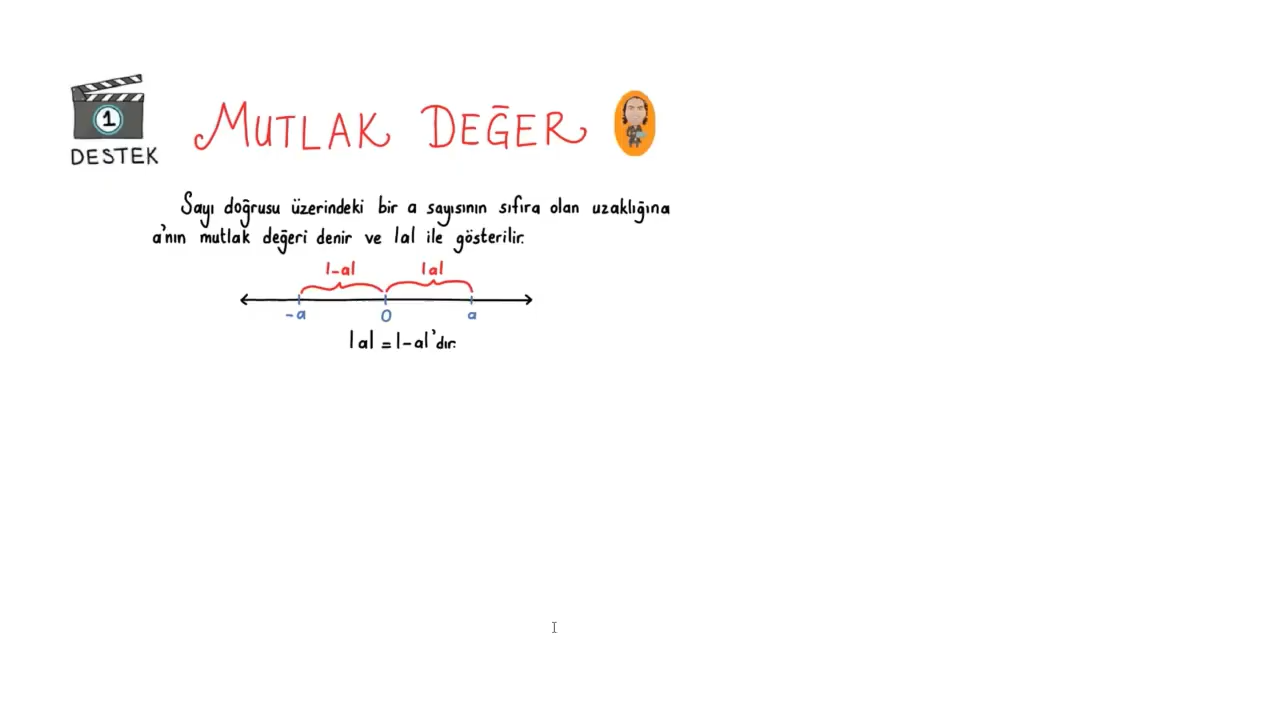 1
DESTEK
MUTLAK DEĞER
Sayı doğrusu üzerindeki bir a sayısının sıfıra olan uzaklığına
a'nın mutlak değeri denir ve |a| ile gösterilir.
|-a| |a|
-a 0 a
|a| = |-a|'dır.